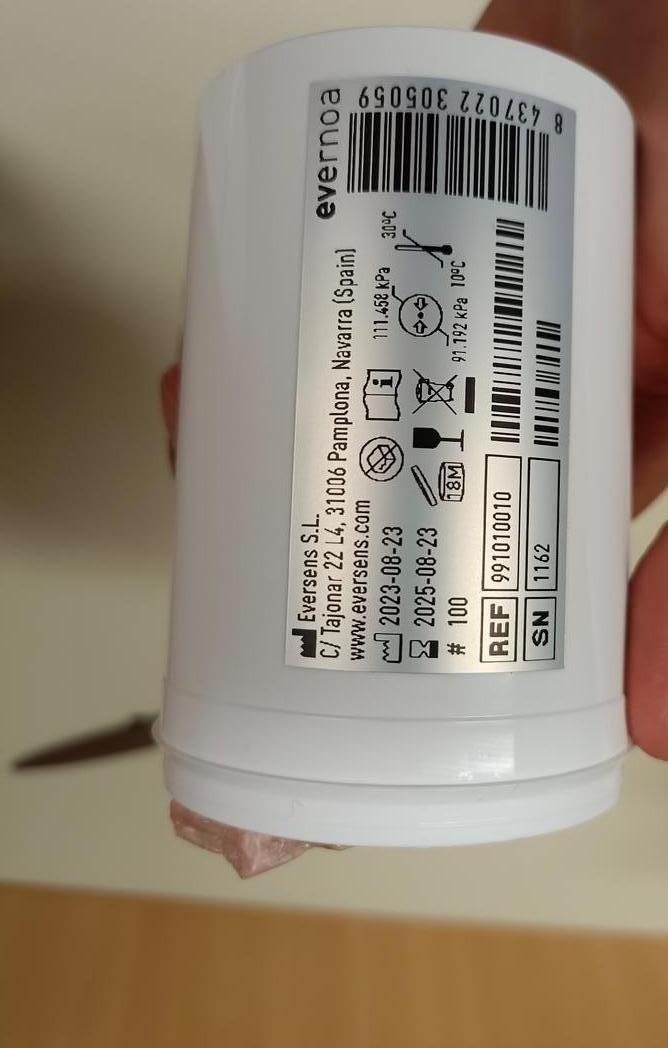 evernoa
Eversens S.L.
C/ Tajonar 22 L4, 31006 Pamplona, Navarra (Spain)
www.eversens.com
2023-08-23
2025-08-23
# 100
18M
111.458 kPa
91.192 kPa
30ºC
10ºC
REF 991010010
SN 1162
8 437022 305059